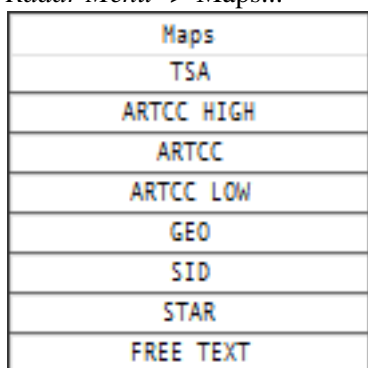 Radar Menu > Maps...
Maps
TSA
ARTCC HIGH
ARTCC
ARTCC LOW
GEO
SID
STAR
FREE TEXT